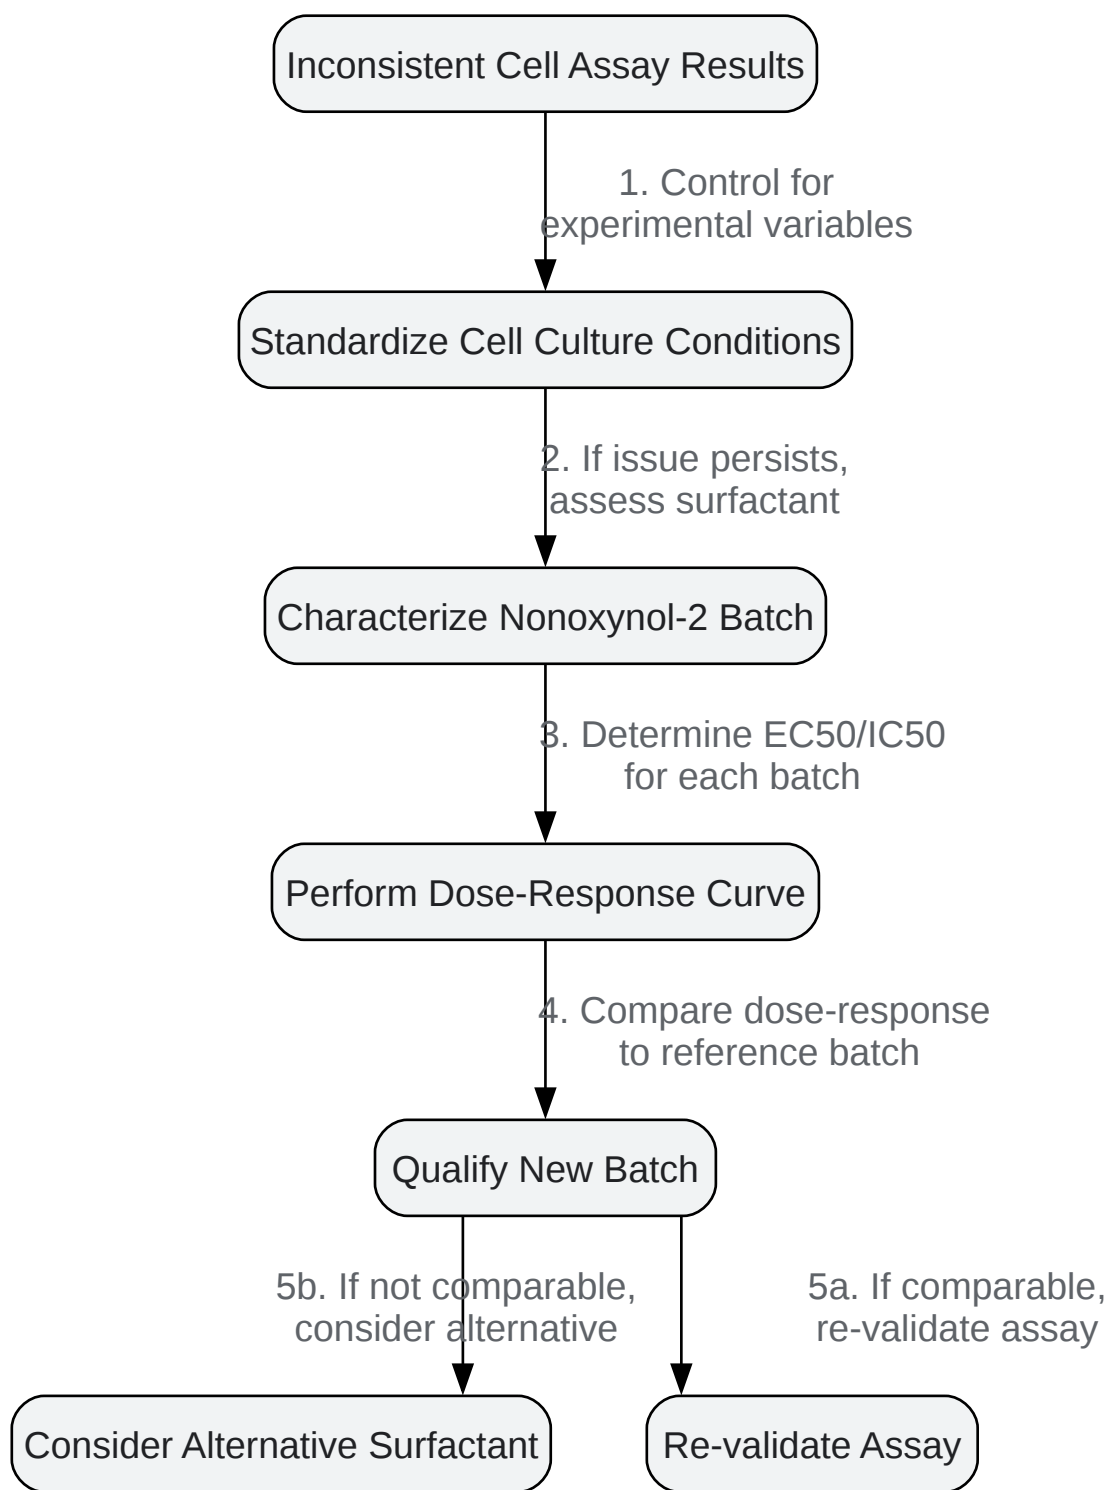 Inconsistent Cell Assay Results
1. Control for
experimental variables
Standardize Cell Culture Conditions
2. If issue persists,
assess surfactant
Characterize Nonoxynol-2 Batch
3. Determine EC50/IC50
for each batch
Perform Dose-Response Curve
4. Compare dose-response
to reference batch
Qualify New Batch
5b. If not comparable,
consider alternative
5a. If comparable,
re-validate assay
Consider Alternative Surfactant
Re-validate Assay